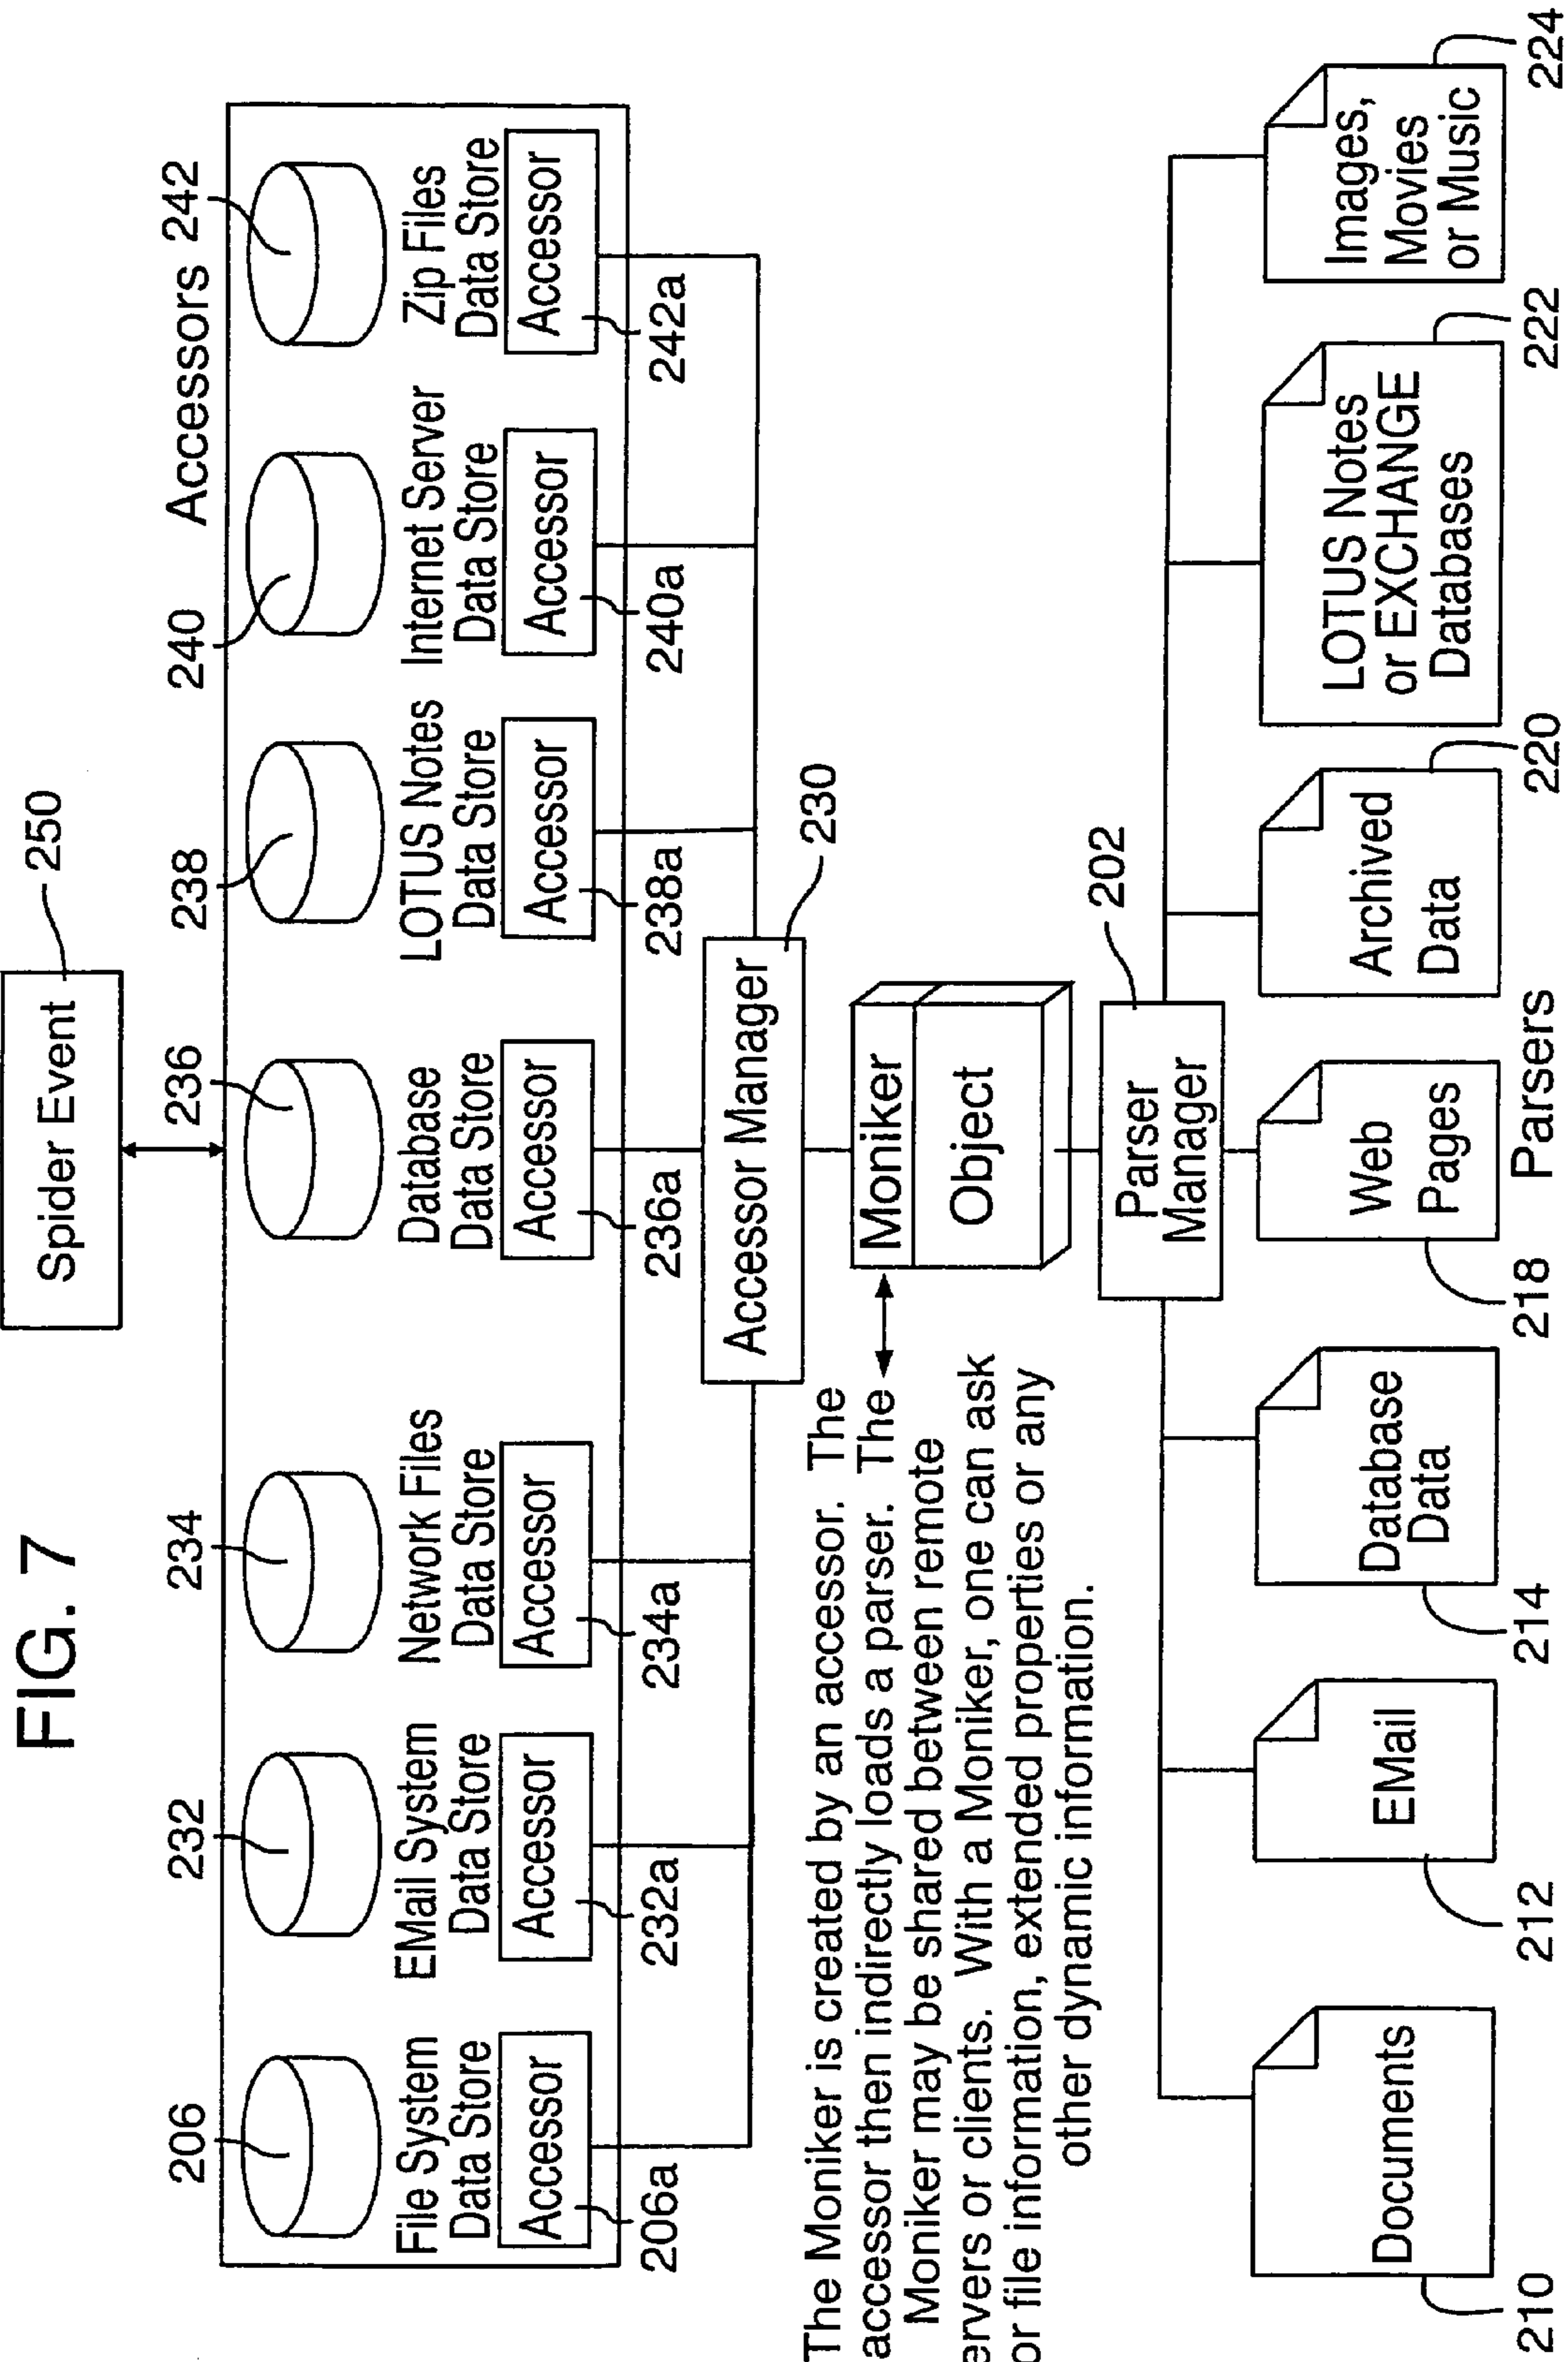 FIG. 7
Spider Event
250
Accessors
206
232
234
236
238
240
242
File System
Data Store
Accessor
206a
EMail System
Data Store
Accessor
232a
Network Files
Data Store
Accessor
234a
Database
Data Store
Accessor
236a
LOTUS Notes
Data Store
Accessor
238a
Internet Server
Data Store
Accessor
240a
Zip Files
Data Store
Accessor
242a
Accessor Manager
230
The Moniker is created by an accessor. The
accessor then indirectly loads a parser. The
Moniker may be shared between remote
ervers or clients. With a Moniker, one can ask
or file information, extended properties or any
other dynamic information.
Moniker
Object
Parser
Manager
202
Documents
210
EMail
212
Database
Data
214
Web
Pages
218
Archived
Data
220
LOTUS Notes
or EXCHANGE
Databases
222
Images,
Movies
or Music
224
Parsers